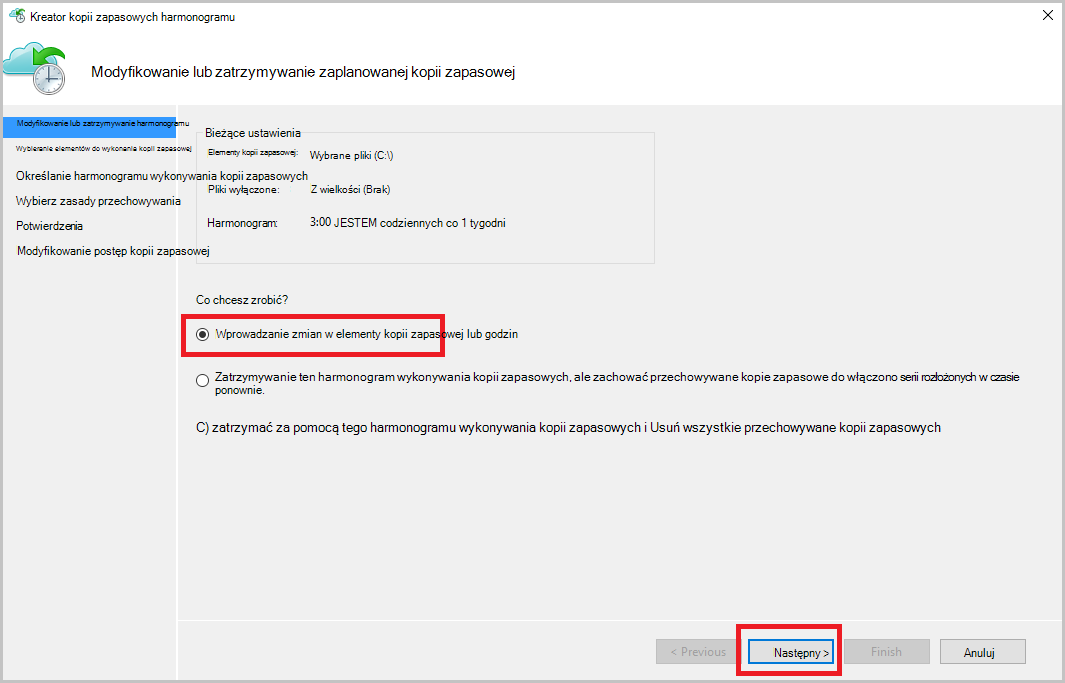 Kreator kopii zapasowych harmonogramu
Modyfikowanie lub zatrzymywanie zaplanowanej kopii zapasowej
Modyfikowanie lub zatrzymywanie harmonogramu
Wybieranie elementów do wykonania kopii zapasowej
Określanie harmonogramu wykonywania kopii zapasowych
Wybierz zasady przechowywania
Potwierdzenia
Modyfikowanie postęp kopii zapasowej
Bieżące ustawienia
Elementy kopii zapasowej: Wybrane pliki (C:\)
Pliki wyłączone: Z wielkości (Brak)
Harmonogram: 3:00 JESTEM codziennych co 1 tygodni
Co chcesz zrobić?
Wprowadzanie zmian w elementy kopii zapasowej lub godzin
Zatrzymywanie ten harmonogram wykonywania kopii zapasowych, ale zachować przechowywane kopie zapasowe do włączono serii rozłożonych w czasie
ponownie.
C) zatrzymać za pomocą tego harmonogramu wykonywania kopii zapasowych i Usuń wszystkie przechowywane kopii zapasowych
< Previous Następny > Finish Anuluj